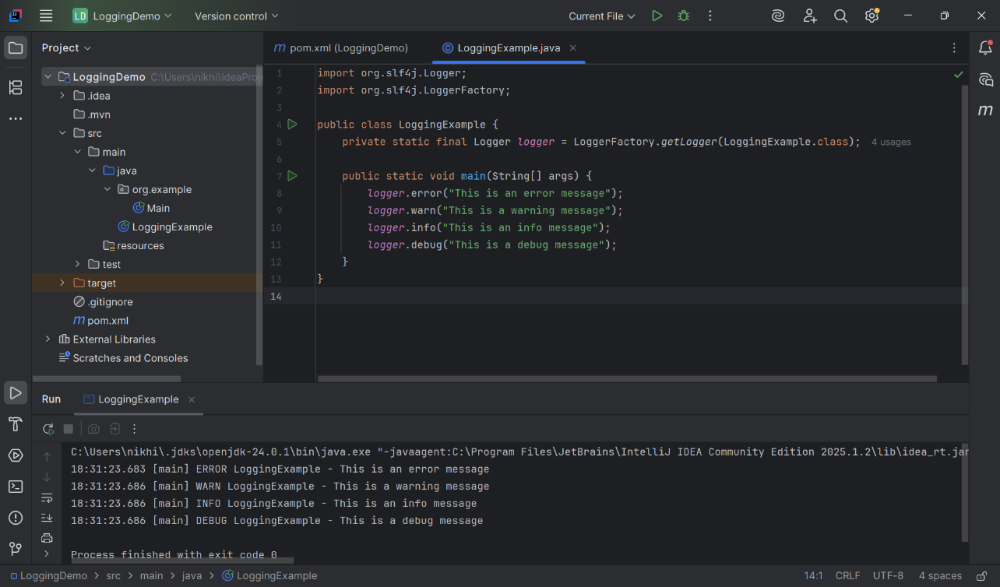 LD LoggingDemo Version control Current File
Project
pom.xml (LoggingDemo) LoggingExample.java
LoggingDemo C:\Users\nikhi\IdeaProje
.idea
.mvn
src
main
java
org.example
Main
LoggingExample
resources
test
target
.gitignore
m pom.xml
External Libraries
Scratches and Consoles
1 import org.slf4j.Logger;
2 import org.slf4j.LoggerFactory;
3
4 public class LoggingExample {
5 private static final Logger logger = LoggerFactory.getLogger(LoggingExample.class); 4 usages
6
7 public static void main(String[] args) {
8 logger.error("This is an error message");
9 logger.warn("This is a warning message");
10 logger.info("This is an info message");
11 logger.debug("This is a debug message");
12 }
13 }
14
Run LoggingExample
C:\Users\nikhi\.jdks\openjdk-24.0.1\bin\java.exe "-javaagent:C:\Program Files\JetBrains\IntelliJ IDEA Community Edition 2025.1.2\lib\idea_rt.jar
18:31:23.683 [main] ERROR LoggingExample - This is an error message
18:31:23.686 [main] WARN LoggingExample - This is a warning message
18:31:23.686 [main] INFO LoggingExample - This is an info message
18:31:23.686 [main] DEBUG LoggingExample - This is a debug message
Process finished with exit code 0
LoggingDemo > src > main > java > LoggingExample 14:1 CRLF UTF-8 4 spaces